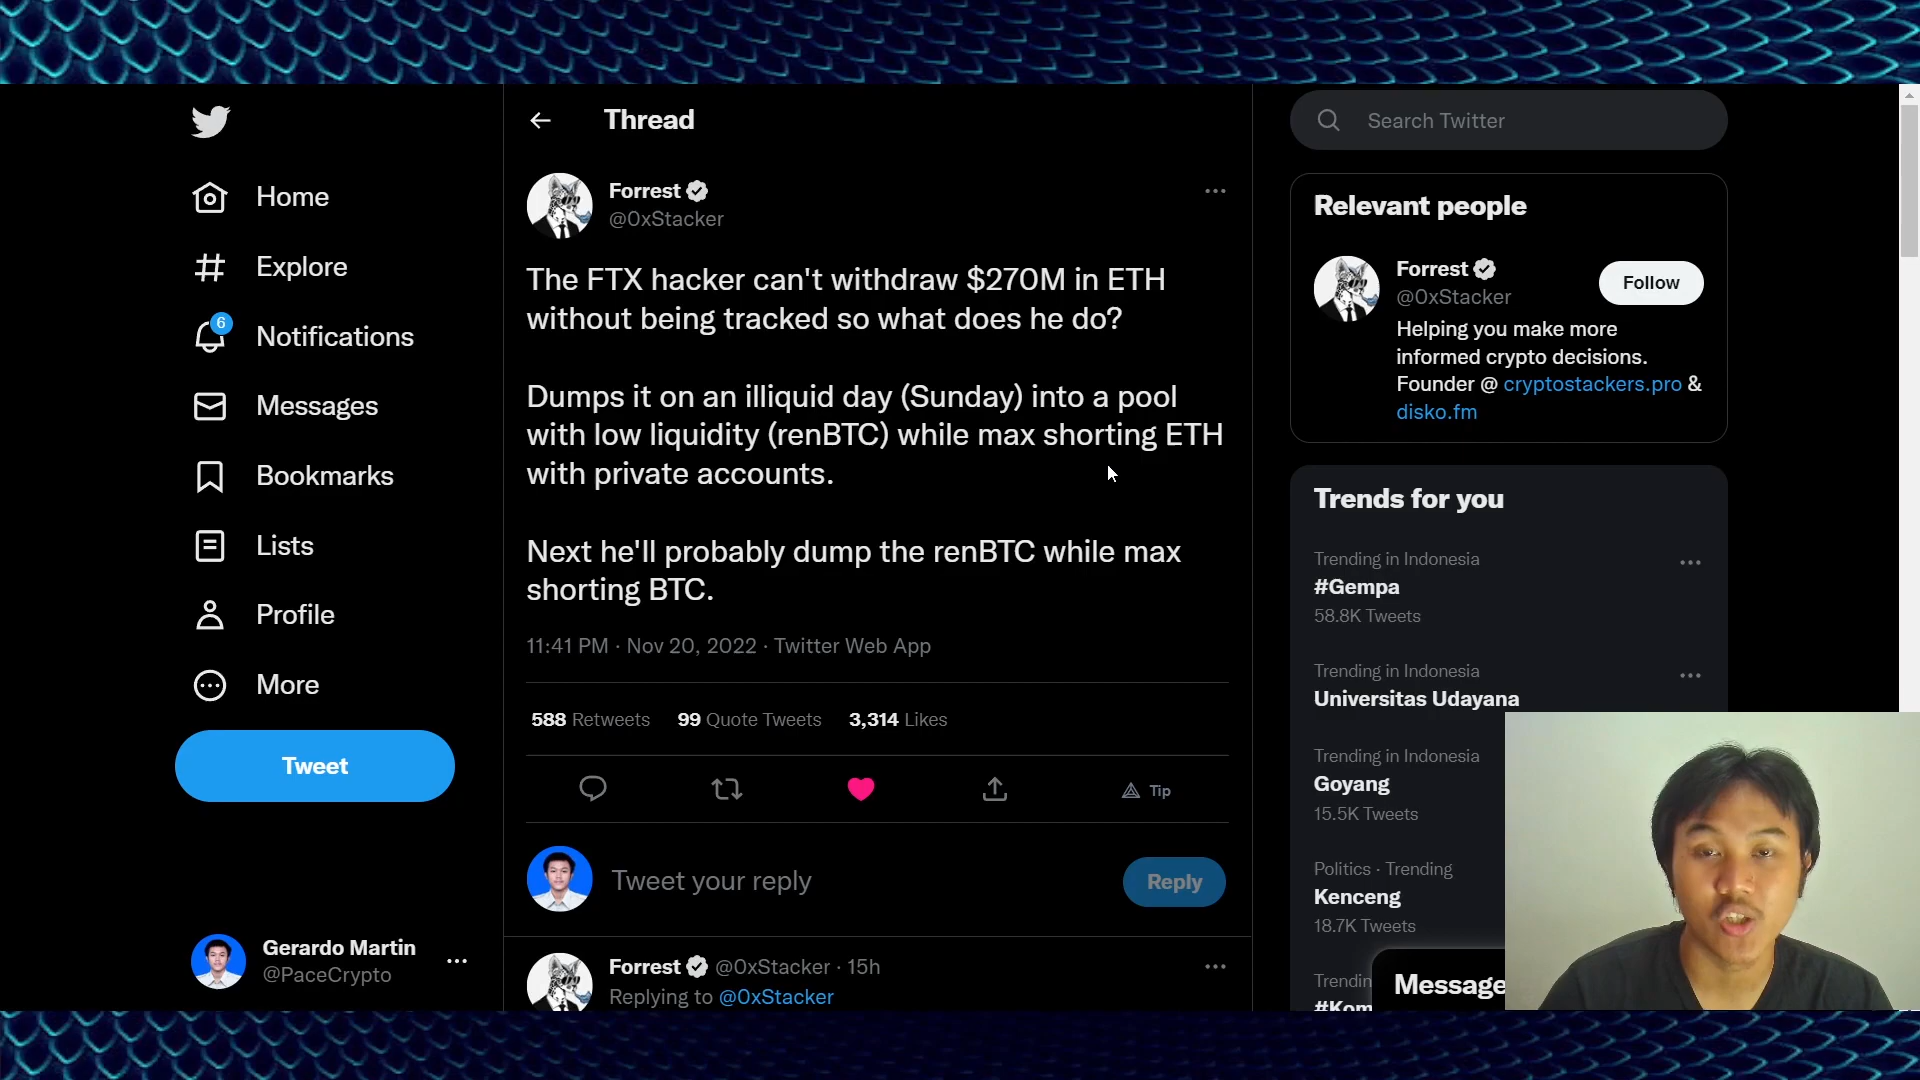 Home
Explore
6
Notifications
Messages
Bookmarks
Lists
Profile
More
Tweet
Gerardo Martin
@PaceCrypto
Thread
Forrest
@0xStacker
The FTX hacker can't withdraw $270M in ETH
without being tracked so what does he do?
Dumps it on an illiquid day (Sunday) into a pool
with low liquidity (renBTC) while max shorting ETH
with private accounts.
Next he'll probably dump the renBTC while max
shorting BTC.
11:41 PM · Nov 20, 2022 · Twitter Web App
588 Retweets 99 Quote Tweets 3,314 Likes
Tip
Tweet your reply
Reply
Forrest @0xStacker · 15h
Replying to @0xStacker
Search Twitter
Relevant people
Forrest
@0xStacker
Follow
Helping you make more
informed crypto decisions.
Founder @ cryptostackers.pro &
disko.fm
Trends for you
Trending in Indonesia
#Gempa
58.8K Tweets
Trending in Indonesia
Universitas Udayana
Trending in Indonesia
Goyang
15.5K Tweets
Politics · Trending
Kenceng
18.7K Tweets
Trendin
#Kom
Message